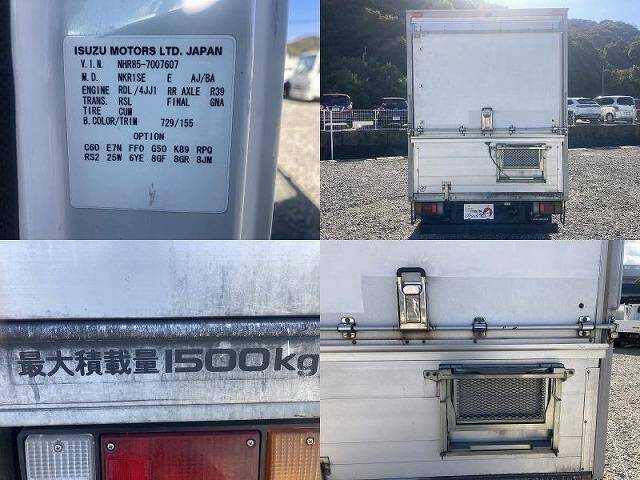 ISUZU MOTORS LTD. JAPAN
V.I.N. NHR85-7007607
M.D. NKR1SE E AJ/BA
ENGINE RDL/4JJ1 RR AXLE R39
TRANS. RSL FINAL GNA
TIRE CUM
B.COLOR/TRIM 729/155
OPTION
C60 E7N FF0 G50 K89 RPQ
RS2 25W 6YE 8GF 8GR 8JM
最大積載量1500kg